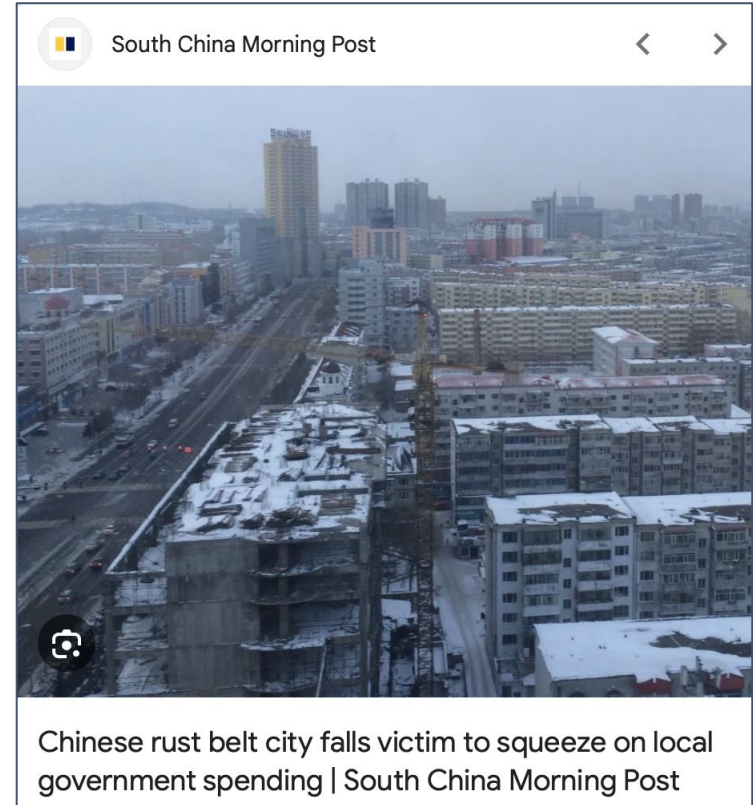 South China Morning Post
Chinese rust belt city falls victim to squeeze on local
government spending | South China Morning Post